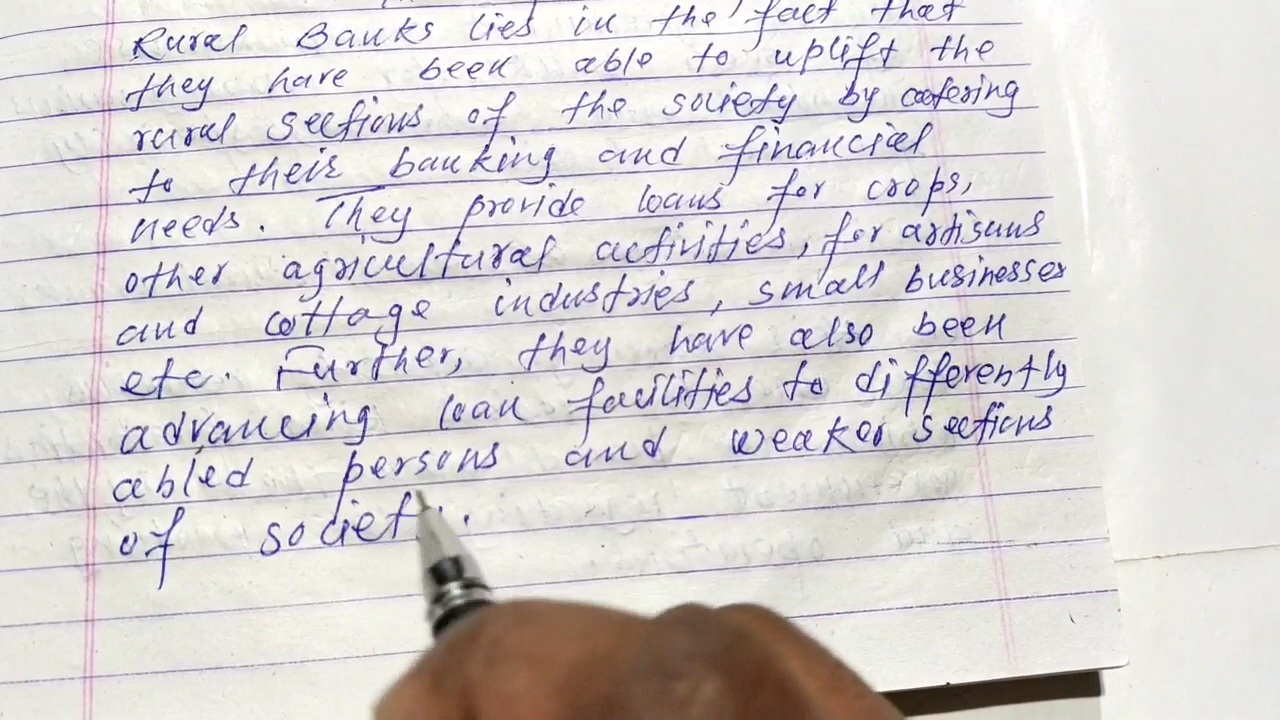 Rural Banks lies in the fact that
they have been able to uplift the
rural sections of the society by catering
to their banking and financial
needs. They provide loans for crops,
other agricultural activities, for artisans
and cottage industries, small businesses
etc. Further, they have also been
advancing loan facilities to differently
abled persons and weaker sections
of society.